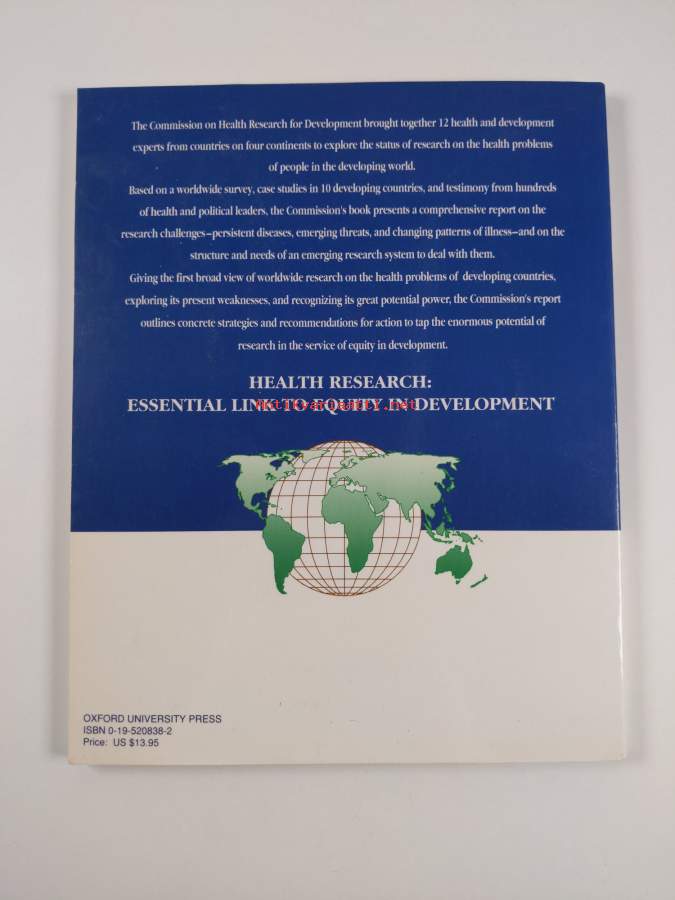 The Commission on Health Research for Development brought together 12 health and development
experts from countries on four continents to explore the status of research on the health problems
of people in the developing world.
Based on a worldwide survey, case studies in 10 developing countries, and testimony from hundreds
of health and political leaders, the Commission's book presents a comprehensive report on the
research challenges–persistent diseases, emerging threats, and changing patterns of illness–and on the
structure and needs of an emerging research system to deal with them.
Giving the first broad view of worldwide research on the health problems of developing countries,
exploring its present weaknesses, and recognizing its great potential power, the Commission's report
outlines concrete strategies and recommendations for action to tap the enormous potential of
research in the service of equity in development.
HEALTH RESEARCH:
ESSENTIAL LINK TO EQUITY IN DEVELOPMENT
Antikvariaatti.net
OXFORD UNIVERSITY PRESS
ISBN 0-19-520838-2
Price: US $13.95